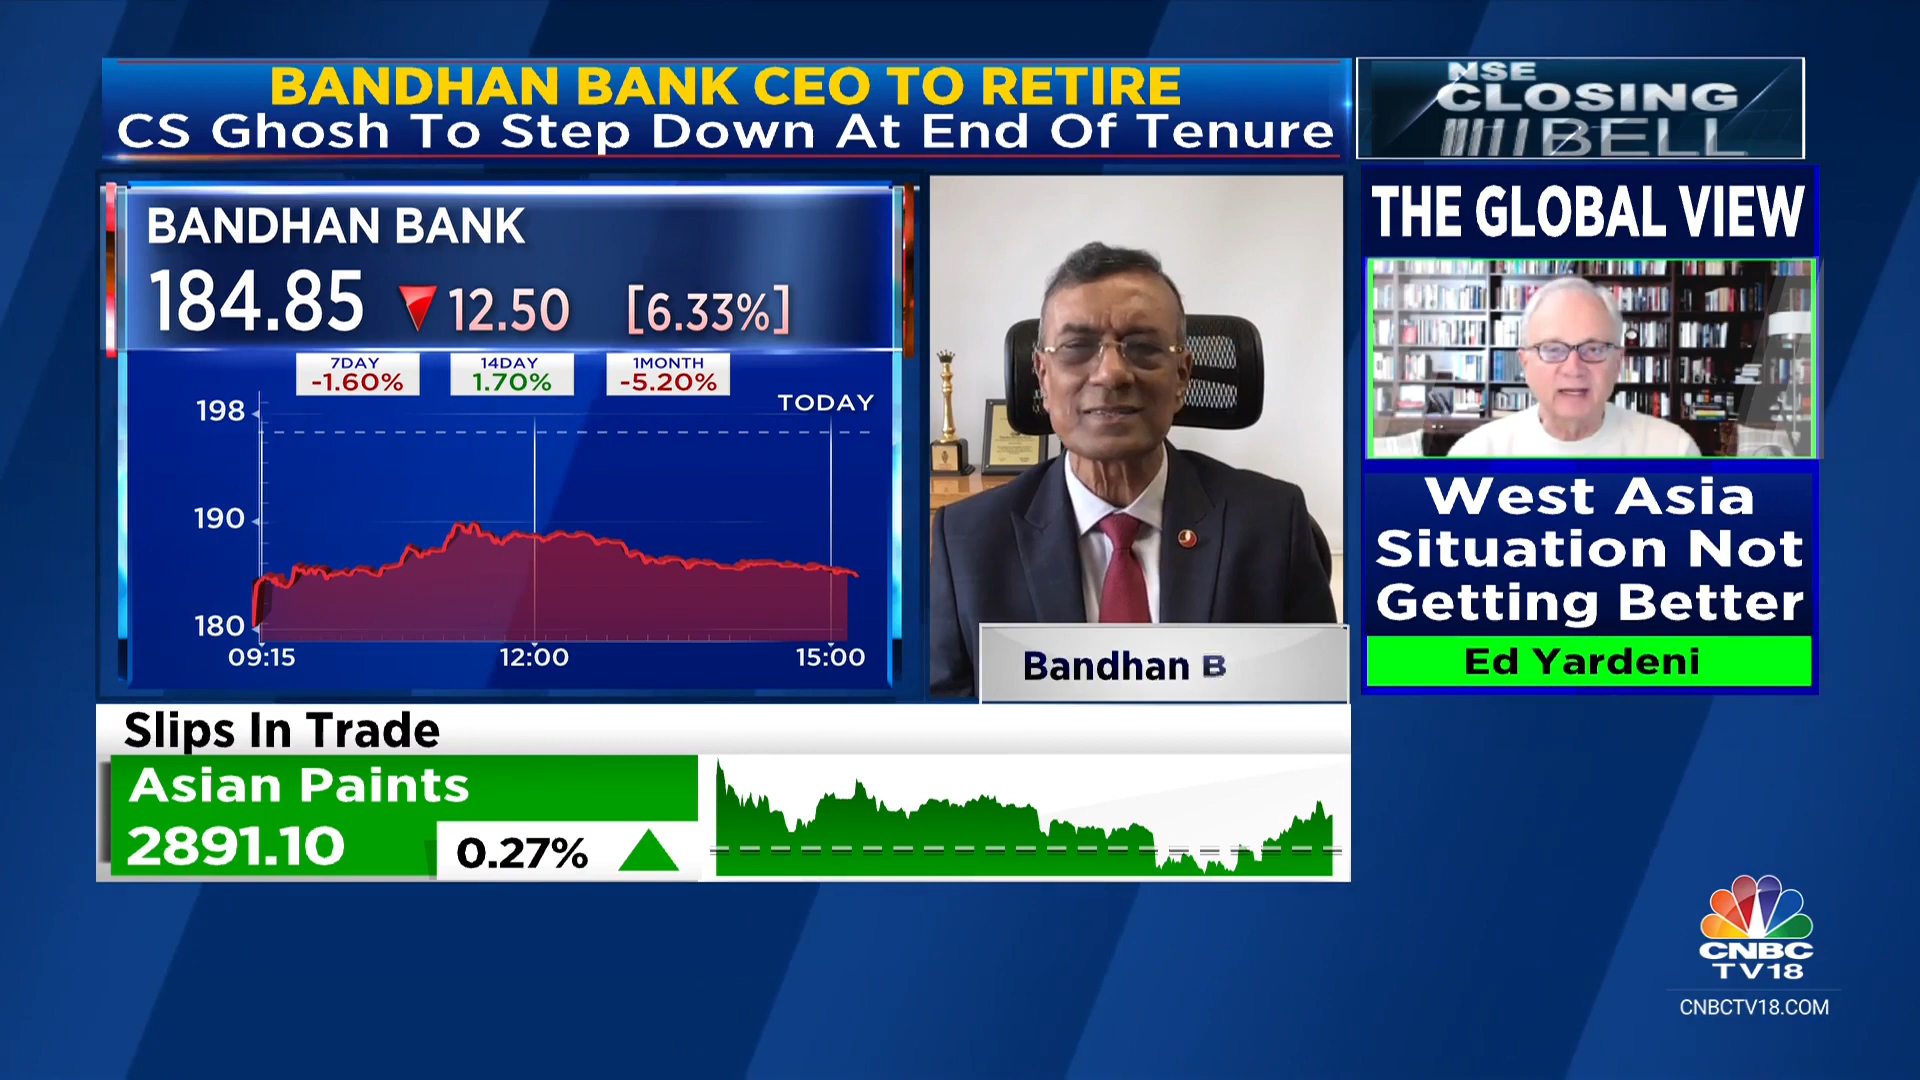 BANDHAN BANK CEO TO RETIRE
CS Ghosh To Step Down At End Of Tenure
NSE
CLOSING
BELL
BANDHAN BANK
184.85 ▼ 12.50 [6.33%]
7DAY
-1.60%
14DAY
1.70%
1MONTH
-5.20%
TODAY
198
190
180
09:15 12:00 15:00
Bandhan B
THE GLOBAL VIEW
West Asia
Situation Not
Getting Better
Ed Yardeni
Slips In Trade
Asian Paints
2891.10
0.27% ▲
CNBC
TV18
CNBCTV18.COM